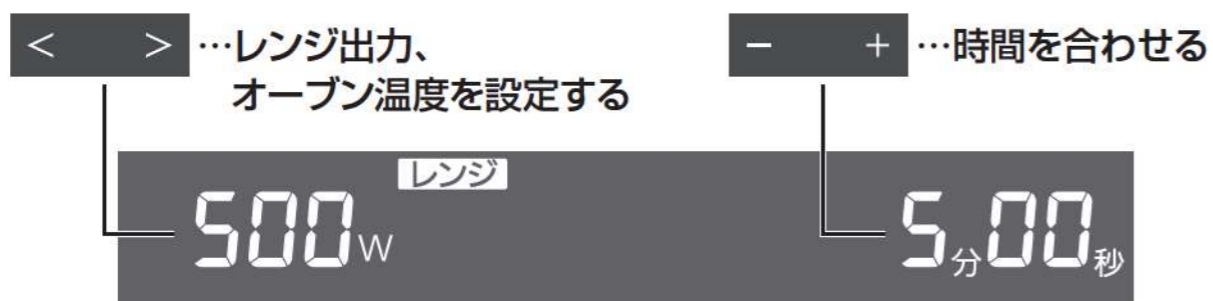 < > …レンジ出力、
オーブン温度を設定する
− + …時間を合わせる
レンジ
500W
5分00秒